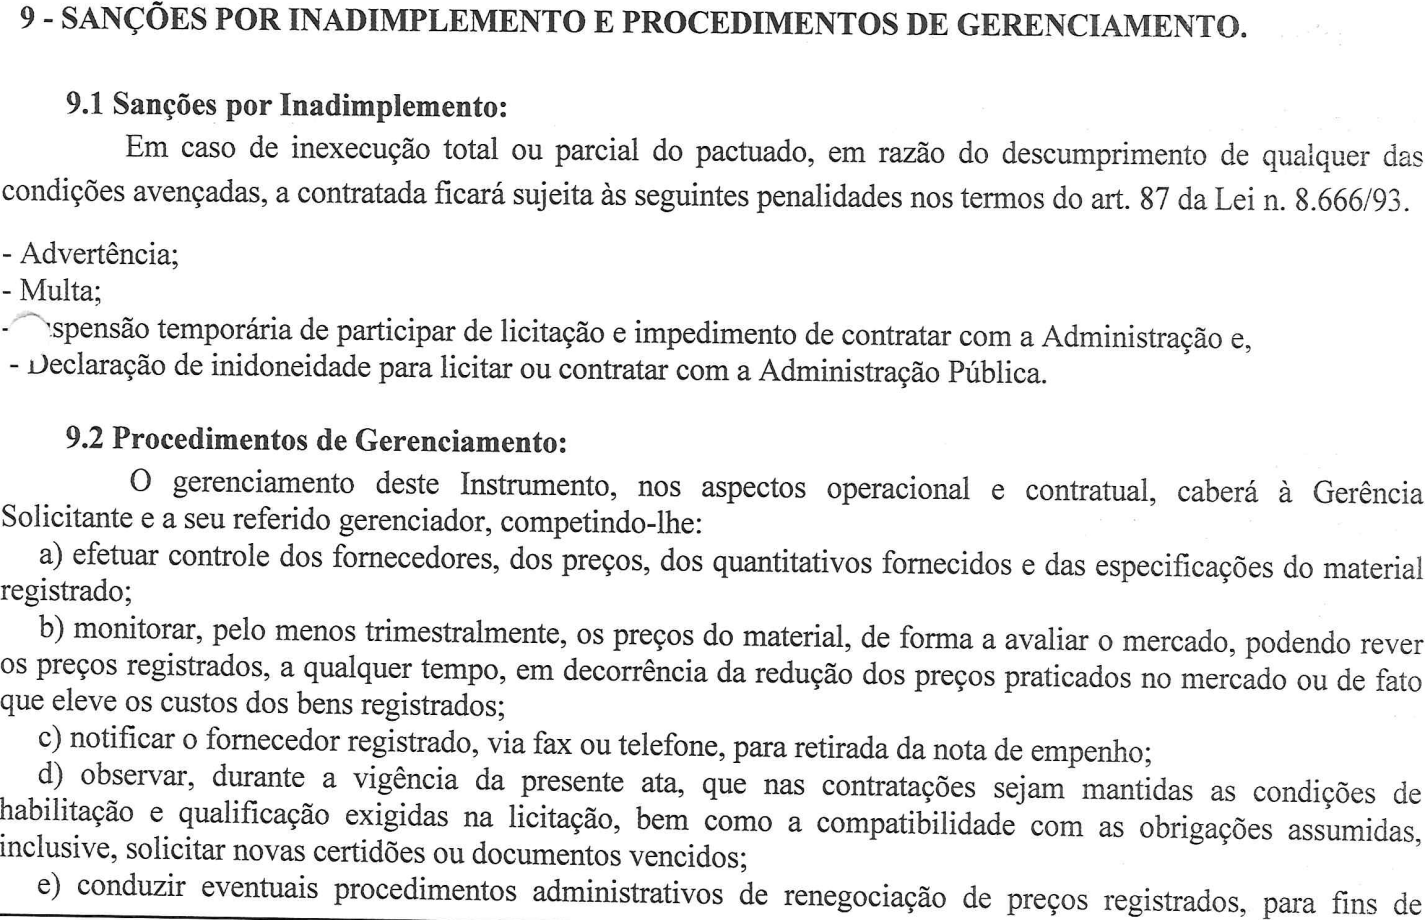 9 - SANÇÕES POR INADIMPLEMENTO E PROCEDIMENTOS DE GERENCIAMENTO.
9.1 Sanções por Inadimplemento:
Em caso de inexecução total ou parcial do pactuado, em razão do descumprimento de qualquer das
condições avençadas, a contratada ficará sujeita às seguintes penalidades nos termos do art. 87 da Lei n. 8.666/93.
- Advertência;
- Multa;
- spensão temporária de participar de licitação e impedimento de contratar com a Administração e,
- Declaração de inidoneidade para licitar ou contratar com a Administração Pública.
9.2 Procedimentos de Gerenciamento:
O gerenciamento deste Instrumento, nos aspectos operacional e contratual, caberá à Gerência
Solicitante e a seu referido gerenciador, competindo-lhe:
a) efetuar controle dos fornecedores, dos preços, dos quantitativos fornecidos e das especificações do material
registrado;
b) monitorar, pelo menos trimestralmente, os preços do material, de forma a avaliar o mercado, podendo rever
os preços registrados, a qualquer tempo, em decorrência da redução dos preços praticados no mercado ou de fato
que eleve os custos dos bens registrados;
c) notificar o fornecedor registrado, via fax ou telefone, para retirada da nota de empenho;
d) observar, durante a vigência da presente ata, que nas contratações sejam mantidas as condições de
habilitação e qualificação exigidas na licitação, bem como a compatibilidade com as obrigações assumidas,
inclusive, solicitar novas certidões ou documentos vencidos;
e) conduzir eventuais procedimentos administrativos de renegociação de preços registrados, para fins de